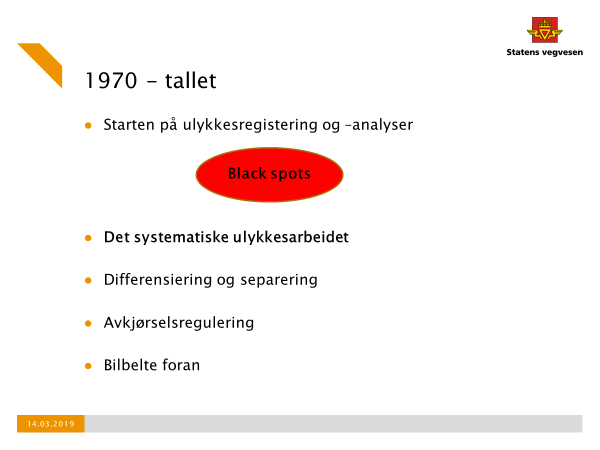 Statens vegvesen
1970 - tallet
Starten på ulykkesregistering og -analyser
Black spots
Det systematiske ulykkesarbeidet
Differensiering og separering
Avkjørselsregulering
Bilbelte foran
14.03.2019